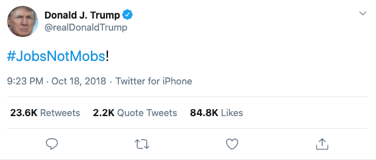 Donald J. Trump
@realDonaldTrump
#JobsNotMobs!
9:23 PM · Oct 18, 2018 · Twitter for iPhone
23.6K Retweets 2.2K Quote Tweets 84.8K Likes